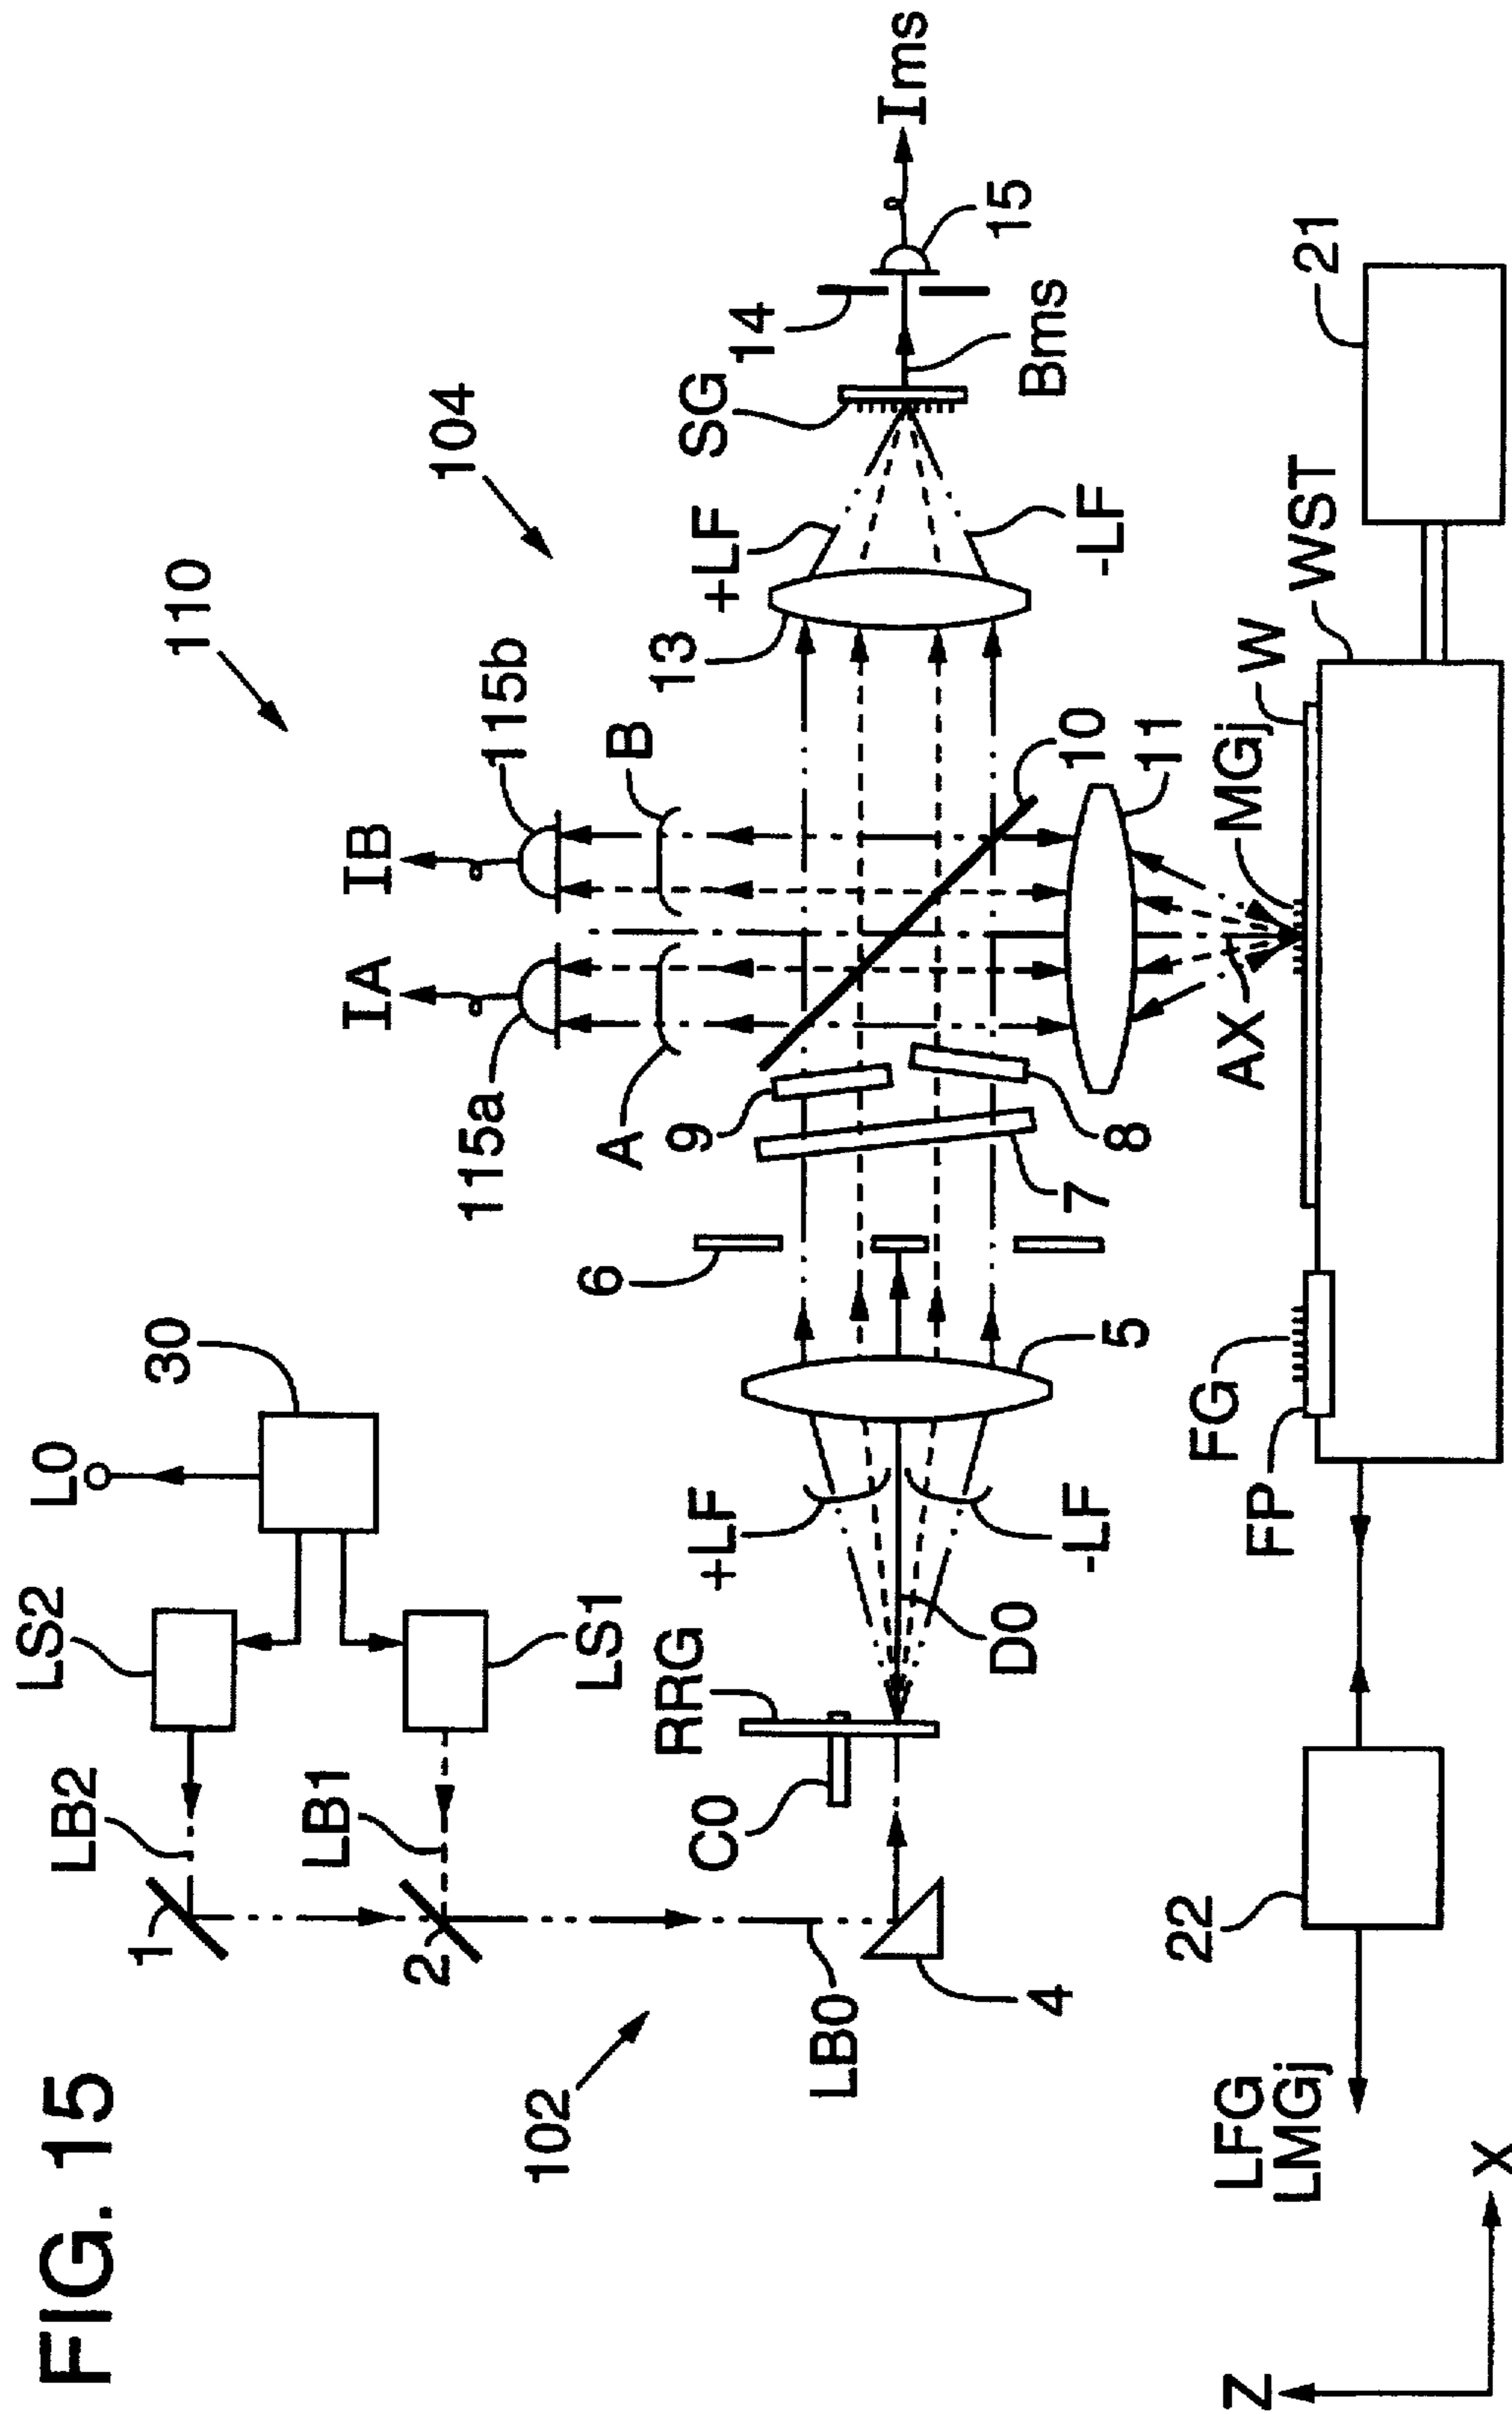 FIG. 15
102
110
104
LS2
LO
30
LB2
LB1
LS1
1
2
LB0
4
C0
RRG
D0
+LF
-LF
5
6
7
8
9
10
11
A
B
115a
115b
IA
IB
13
+LF
-LF
SG
14
Bms
15
Ims
AX
MGj
W
WST
21
FG
FP
22
LFG
LMGj
Z
X